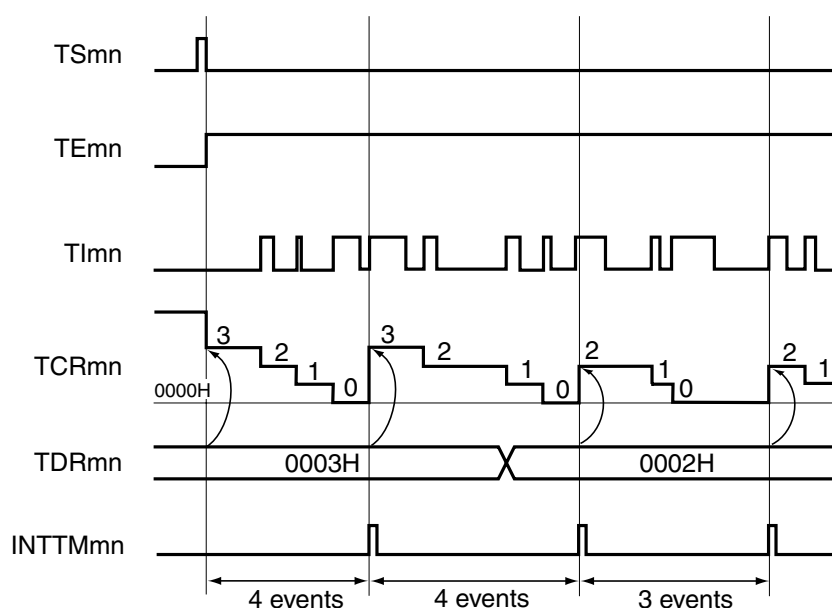 TSmn
TEmn
TImn
TCRmn
3
2
1
0
3
2
1
0
2
1
0
2
1
0000H
TDRmn
0003H
0002H
INTTMmn
4 events
4 events
3 events